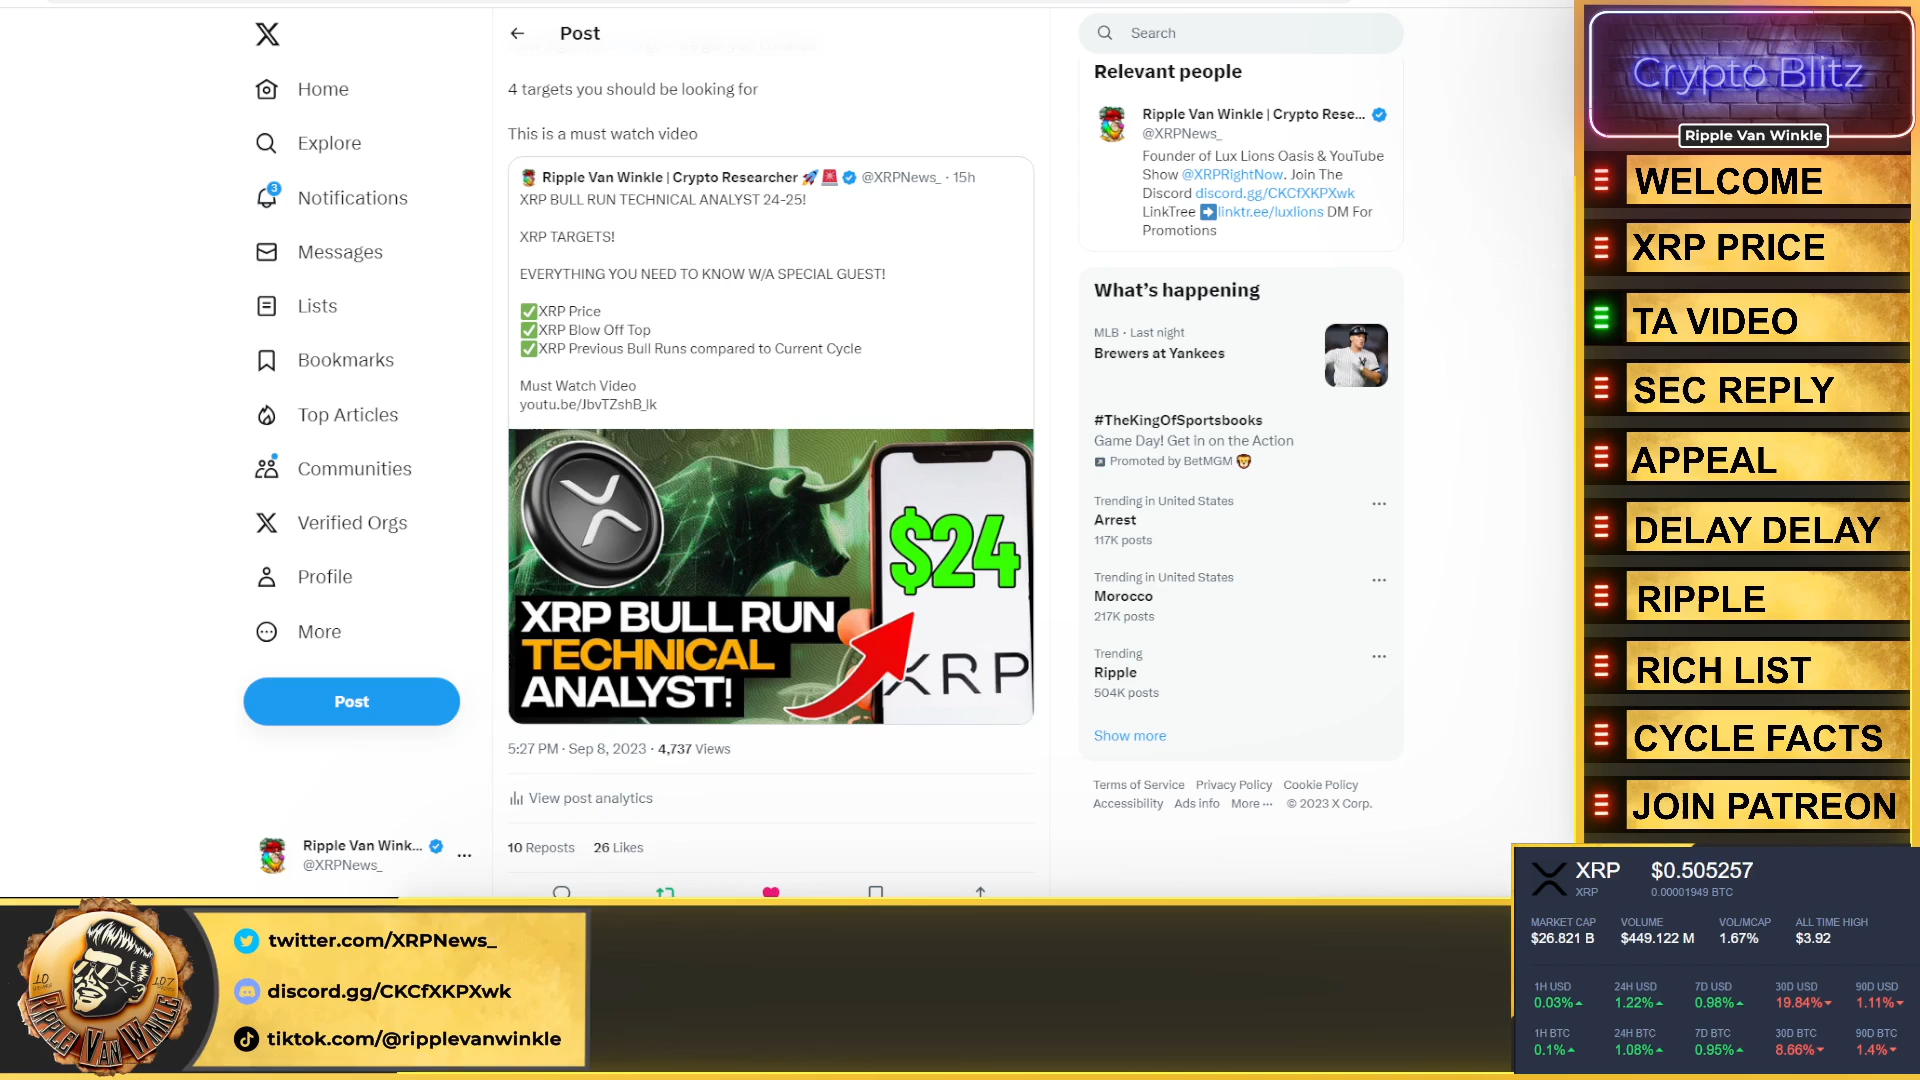 Home
Explore
3
Notifications
Messages
Lists
Bookmarks
Top Articles
Communities
Verified Orgs
Profile
More
Post
Ripple Van Wink...
@XRPNews_
Post
4 targets you should be looking for
This is a must watch video
Ripple Van Winkle | Crypto Researcher 🚀🚨 @XRPNews_ · 15h
XRP BULL RUN TECHNICAL ANALYST 24-25!
XRP TARGETS!
EVERYTHING YOU NEED TO KNOW W/A SPECIAL GUEST!
✅XRP Price
✅XRP Blow Off Top
✅XRP Previous Bull Runs compared to Current Cycle
Must Watch Video
youtu.be/JbvTZshB_lk
$24
XRP BULL RUN
TECHNICAL
ANALYST!
XRP
5:27 PM · Sep 8, 2023 · 4,737 Views
View post analytics
10 Reposts 26 Likes
Search
Relevant people
Ripple Van Winkle | Crypto Rese...
@XRPNews_
Founder of Lux Lions Oasis & YouTube
Show @XRPRightNow. Join The
Discord discord.gg/CKCfXKPXwk
LinkTree ➡️linktr.ee/luxlions DM For
Promotions
What's happening
MLB · Last night
Brewers at Yankees
#TheKingOfSportsbooks
Game Day! Get in on the Action
Promoted by BetMGM
Trending in United States
Arrest
117K posts
Trending in United States
Morocco
217K posts
Trending
Ripple
504K posts
Show more
Terms of Service Privacy Policy Cookie Policy
Accessibility Ads info More ··· © 2023 X Corp.
Crypto Blitz
Ripple Van Winkle
WELCOME
XRP PRICE
TA VIDEO
SEC REPLY
APPEAL
DELAY DELAY
RIPPLE
RICH LIST
CYCLE FACTS
JOIN PATREON
XRP $0.505257
XRP 0.00001949 BTC
MARKET CAP VOLUME VOL/MCAP ALL TIME HIGH
$26.821 B $449.122 M 1.67% $3.92
1H USD 24H USD 7D USD 30D USD 90D USD
0.03% 1.22% 0.98% 19.84% 1.11%
1H BTC 24H BTC 7D BTC 30D BTC 90D BTC
0.1% 1.08% 0.95% 8.66% 1.4%
RIPPLE VAN WINKLE
twitter.com/XRPNews_
discord.gg/CKCfXKPXwk
tiktok.com/@ripplevanwinkle